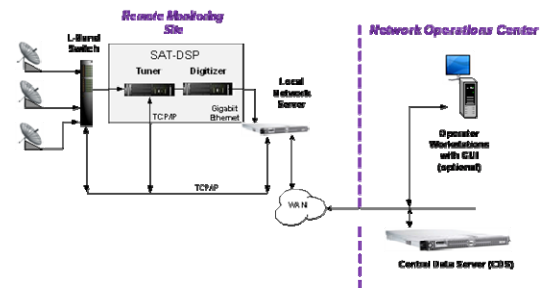 Remote Monitoring
Site
Network Operations Center
L-Band
Switch
SAT-DSP
Tuner
Digitizer
Local
Network
Server
Gigabit
Ethernet
TCP/IP
TCP/IP
WAN
Operator
Workstations
with GUI
(optional)
Central Data Server (CDS)